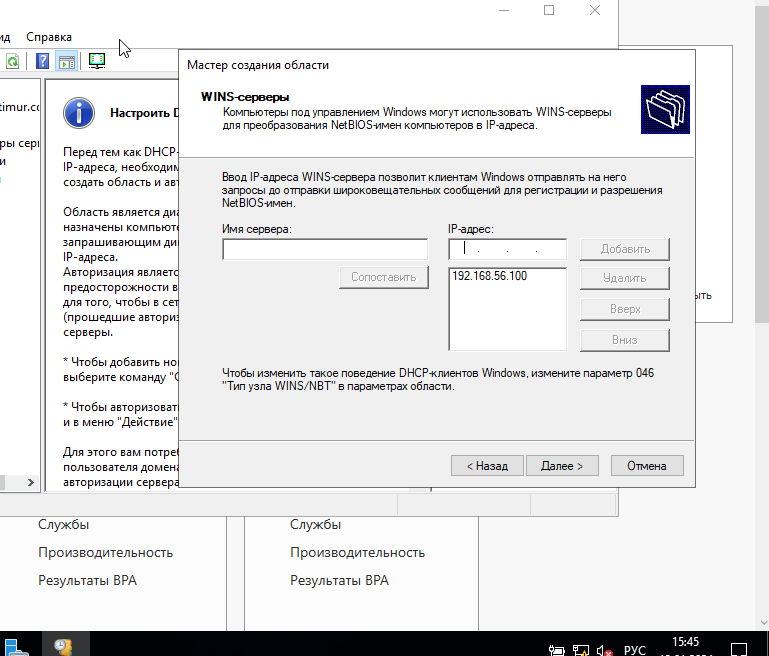 Справка
Мастер создания области
WINS-серверы
Компьютеры под управлением Windows могут использовать WINS-серверы
для преобразования NetBIOS-имен компьютеров в IP-адреса.
timur.co
Настроить D
Перед тем как DHCP-
IP-адреса, необходим
создать область и авт
Область является диа
назначены компьюте
запрашивающим ди
IP-адреса.
Авторизация являетс
предосторожности в
для того, чтобы в сет
(прошедшие авториз
серверы.
* Чтобы добавить но
выберите команду "С
* Чтобы авторизоват
и в меню "Действие"
Для этого вам потреб
пользователя домена
авторизации сервера
Ввод IP-адреса WINS-сервера позволит клиентам Windows отправлять на него
запросы до отправки широковещательных сообщений для регистрации и разрешения
NetBIOS-имен.
Имя сервера:
IP-адрес:
Добавить
Сопоставить
192.168.56.100
Удалить
Вверх
Вниз
Чтобы изменить такое поведение DHCP-клиентов Windows, измените параметр 046
"Тип узла WINS/NBT" в параметрах области.
< Назад
Далее >
Отмена
ыть
Службы
Производительность
Результаты BPA
Службы
Производительность
Результаты BPA
РУС
15:45